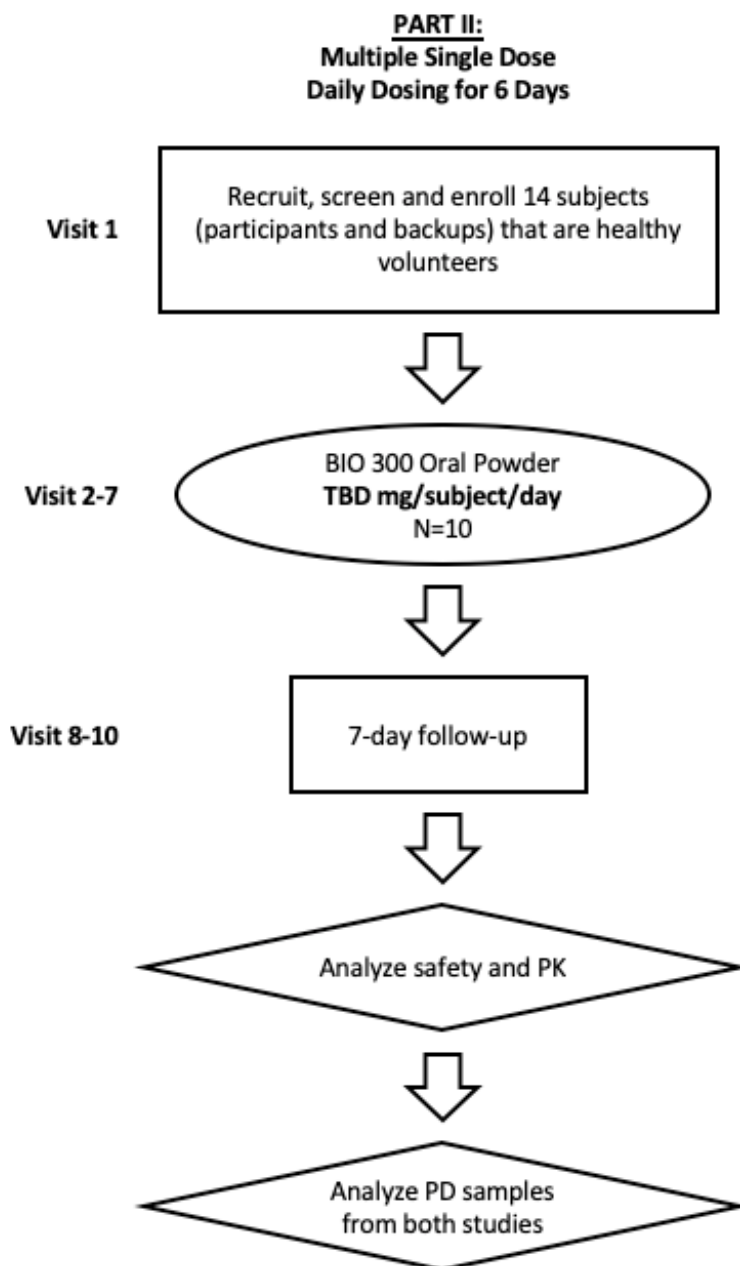 PART II:
Multiple Single Dose
Daily Dosing for 6 Days
Visit 1
Recruit, screen and enroll 14 subjects
(participants and backups) that are healthy
volunteers
Visit 2-7
BIO 300 Oral Powder
TBD mg/subject/day
N=10
Visit 8-10
7-day follow-up
Analyze safety and PK
Analyze PD samples
from both studies